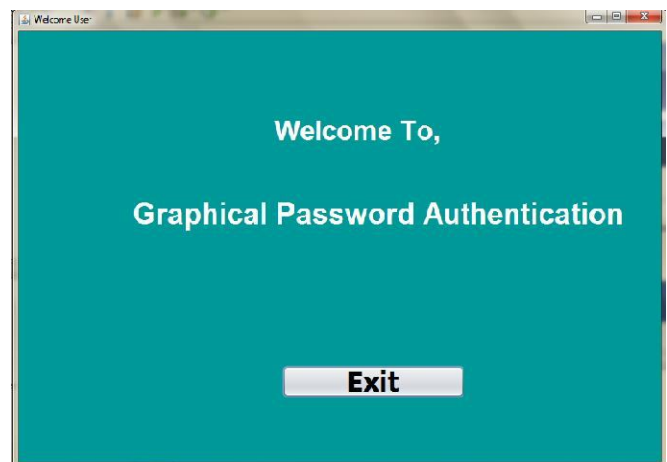 Welcome User
Welcome To,
Graphical Password Authentication
Exit